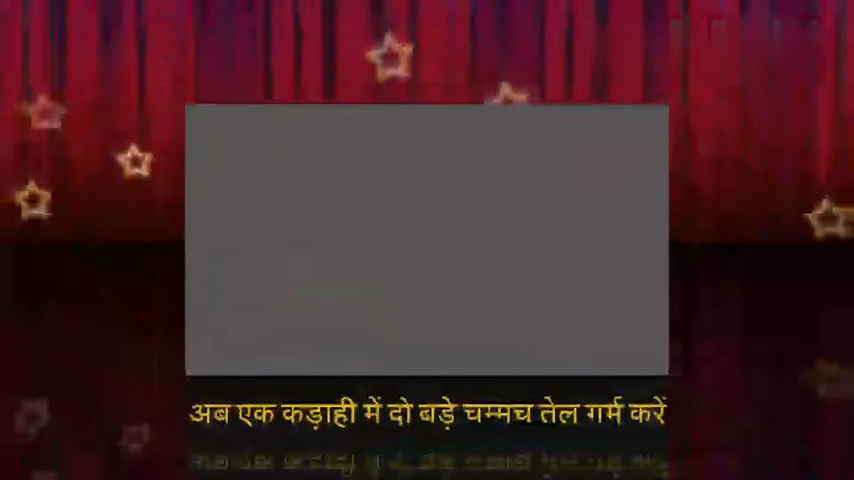 अब एक कड़ाही में दो बड़े चम्मच तेल गर्म करें